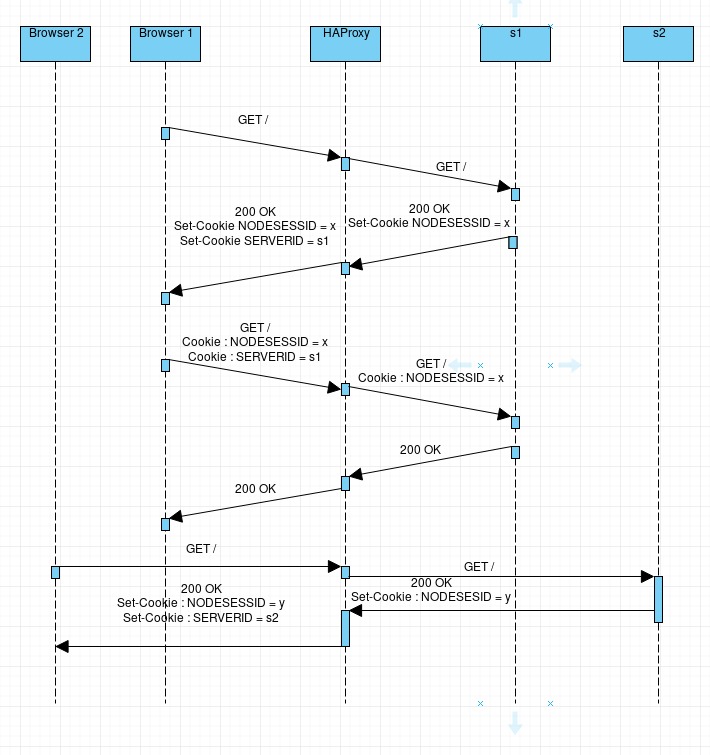 Browser 2
Browser 1
HAProxy
s1
s2
GET /
GET /
200 OK
Set-Cookie NODESESSID = x
Set-Cookie SERVERID = s1
200 OK
Set-Cookie NODESESSID = x
GET /
Cookie : NODESESSID = x
Cookie : SERVERID = s1
GET /
Cookie : NODESESSID = x
200 OK
200 OK
GET /
GET /
200 OK
Set-Cookie : NODESESSID = y
Set-Cookie : SERVERID = s2
200 OK
Set-Cookie : NODESESID = y